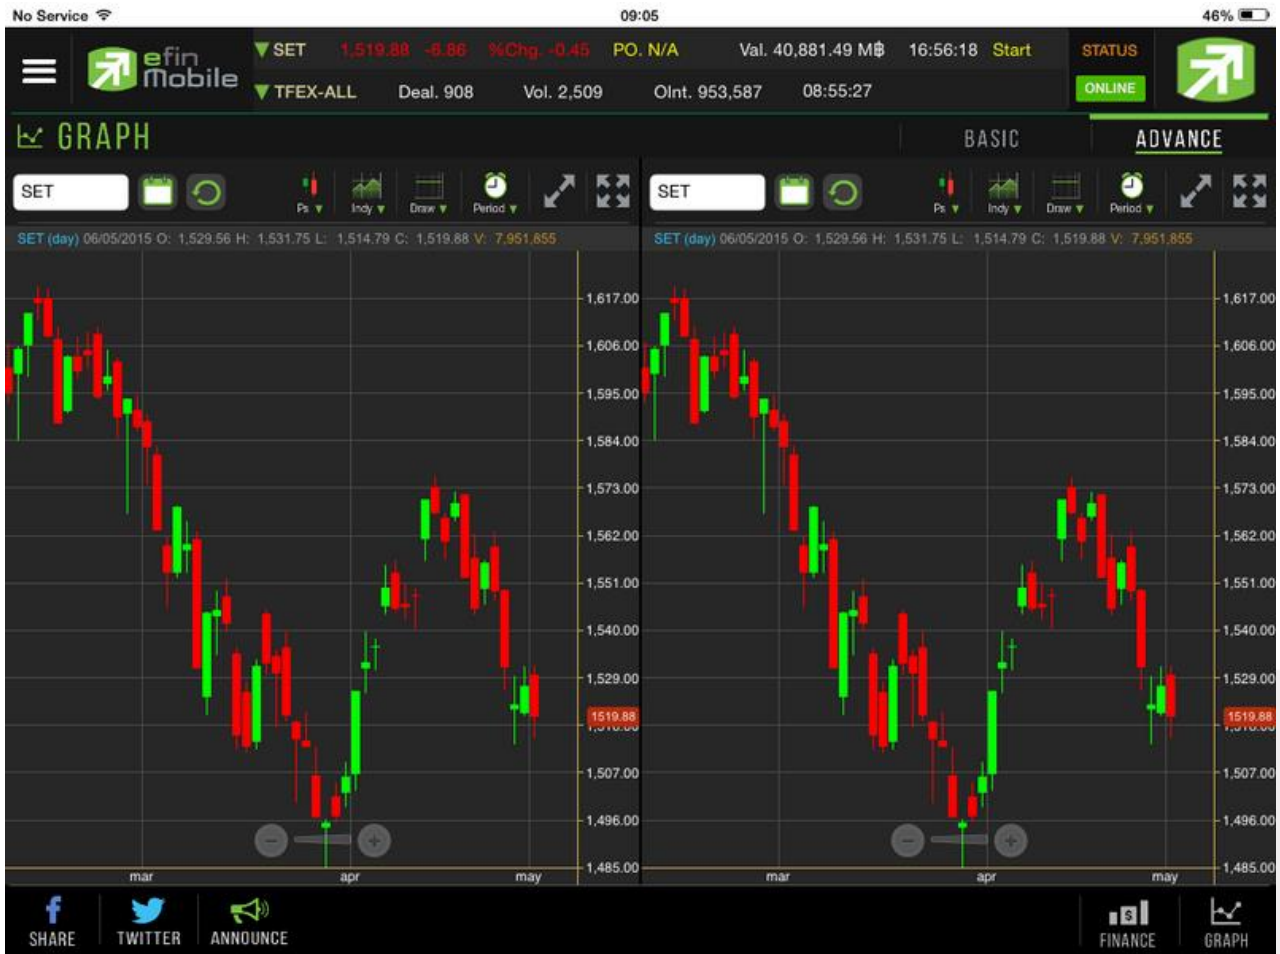 No Service 09:05 46%
efin Mobile
SET 1,519.88 -6.86 %Chg. -0.45 PO. N/A Val. 40,881.49 M฿ 16:56:18 Start STATUS
TFEX-ALL Deal. 908 Vol. 2,509 OInt. 953,587 08:55:27 ONLINE
GRAPH BASIC ADVANCE
SET Ps Indy Draw Period SET Ps Indy Draw Period
SET (day) 06/05/2015 O: 1,529.56 H: 1,531.75 L: 1,514.79 C: 1,519.88 V: 7,951,855 SET (day) 06/05/2015 O: 1,529.56 H: 1,531.75 L: 1,514.79 C: 1,519.88 V: 7,951,855
1,617.00 1,617.00
1,606.00 1,606.00
1,595.00 1,595.00
1,584.00 1,584.00
1,573.00 1,573.00
1,562.00 1,562.00
1,551.00 1,551.00
1,540.00 1,540.00
1,529.00 1,529.00
1519.88 1519.88
1,507.00 1,507.00
1,496.00 1,496.00
1,485.00 1,485.00
mar apr may mar apr may
SHARE TWITTER ANNOUNCE FINANCE GRAPH